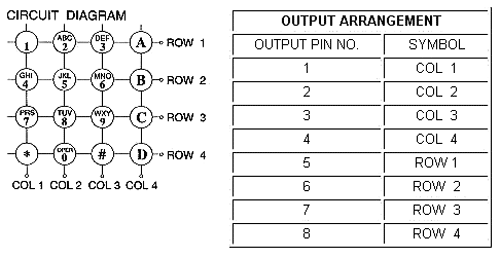 CIRCUIT DIAGRAM
1 ABC 2 DEF 3 A ROW 1
GHI 4 JKL 5 MNO 6 B ROW 2
PRS 7 TUV 8 WXY 9 C ROW 3
* OPER 0 # D ROW 4
COL 1 COL 2 COL 3 COL 4
OUTPUT ARRANGEMENT
OUTPUT PIN NO. SYMBOL
1 COL 1
2 COL 2
3 COL 3
4 COL 4
5 ROW 1
6 ROW 2
7 ROW 3
8 ROW 4